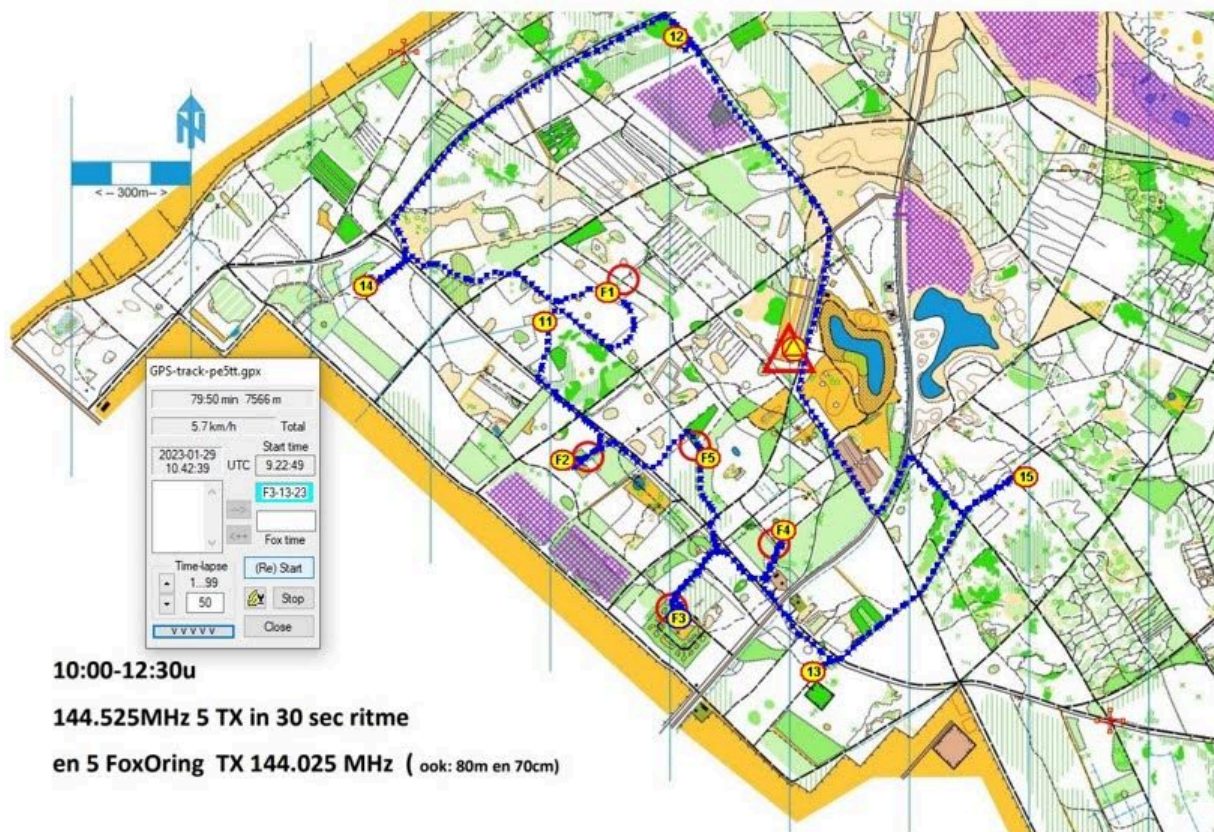 12
N
< -- 300m-- >
14
F1
11
GPS-track-pe5tt.gpx
79:50 min 7566 m
5.7 km/h Total
Start time
2023-01-29
10.42:39
UTC
9.22:49
F3-13-23
-->
<--
Fox time
Time-lapse
1...99
50
(Re) Start
Stop
V V V V V
Close
F2
F5
15
F4
F3
13
10:00-12:30u
144.525MHz 5 TX in 30 sec ritme
en 5 FoxOring TX 144.025 MHz ( ook: 80m en 70cm)